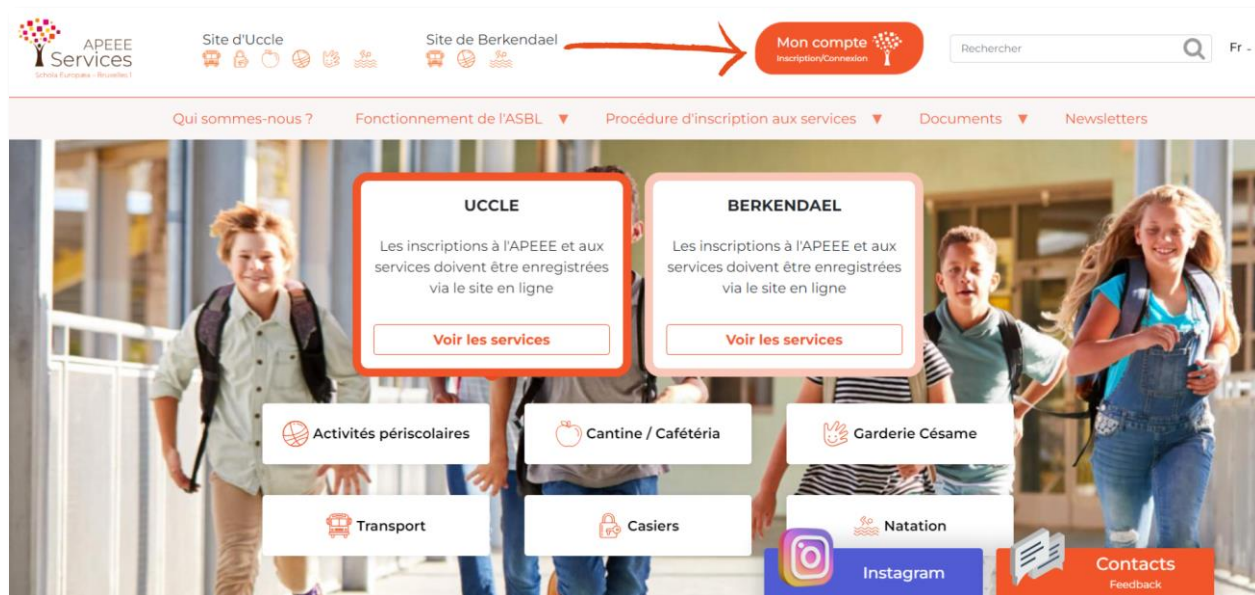 APEEE
Services
Schola Europaea - Bruxelles I
Site d'Uccle
Site de Berkendael
Mon compte
Inscription/Connexion
Rechercher
Fr
Qui sommes-nous ?
Fonctionnement de l'ASBL ▼
Procédure d'inscription aux services ▼
Documents ▼
Newsletters
UCCLE
Les inscriptions à l'APEEE et aux
services doivent être enregistrées
via le site en ligne
Voir les services
BERKENDAEL
Les inscriptions à l'APEEE et aux
services doivent être enregistrées
via le site en ligne
Voir les services
Activités périscolaires
Cantine / Cafétéria
Garderie Césame
Transport
Casiers
Natation
Instagram
Contacts
Feedback